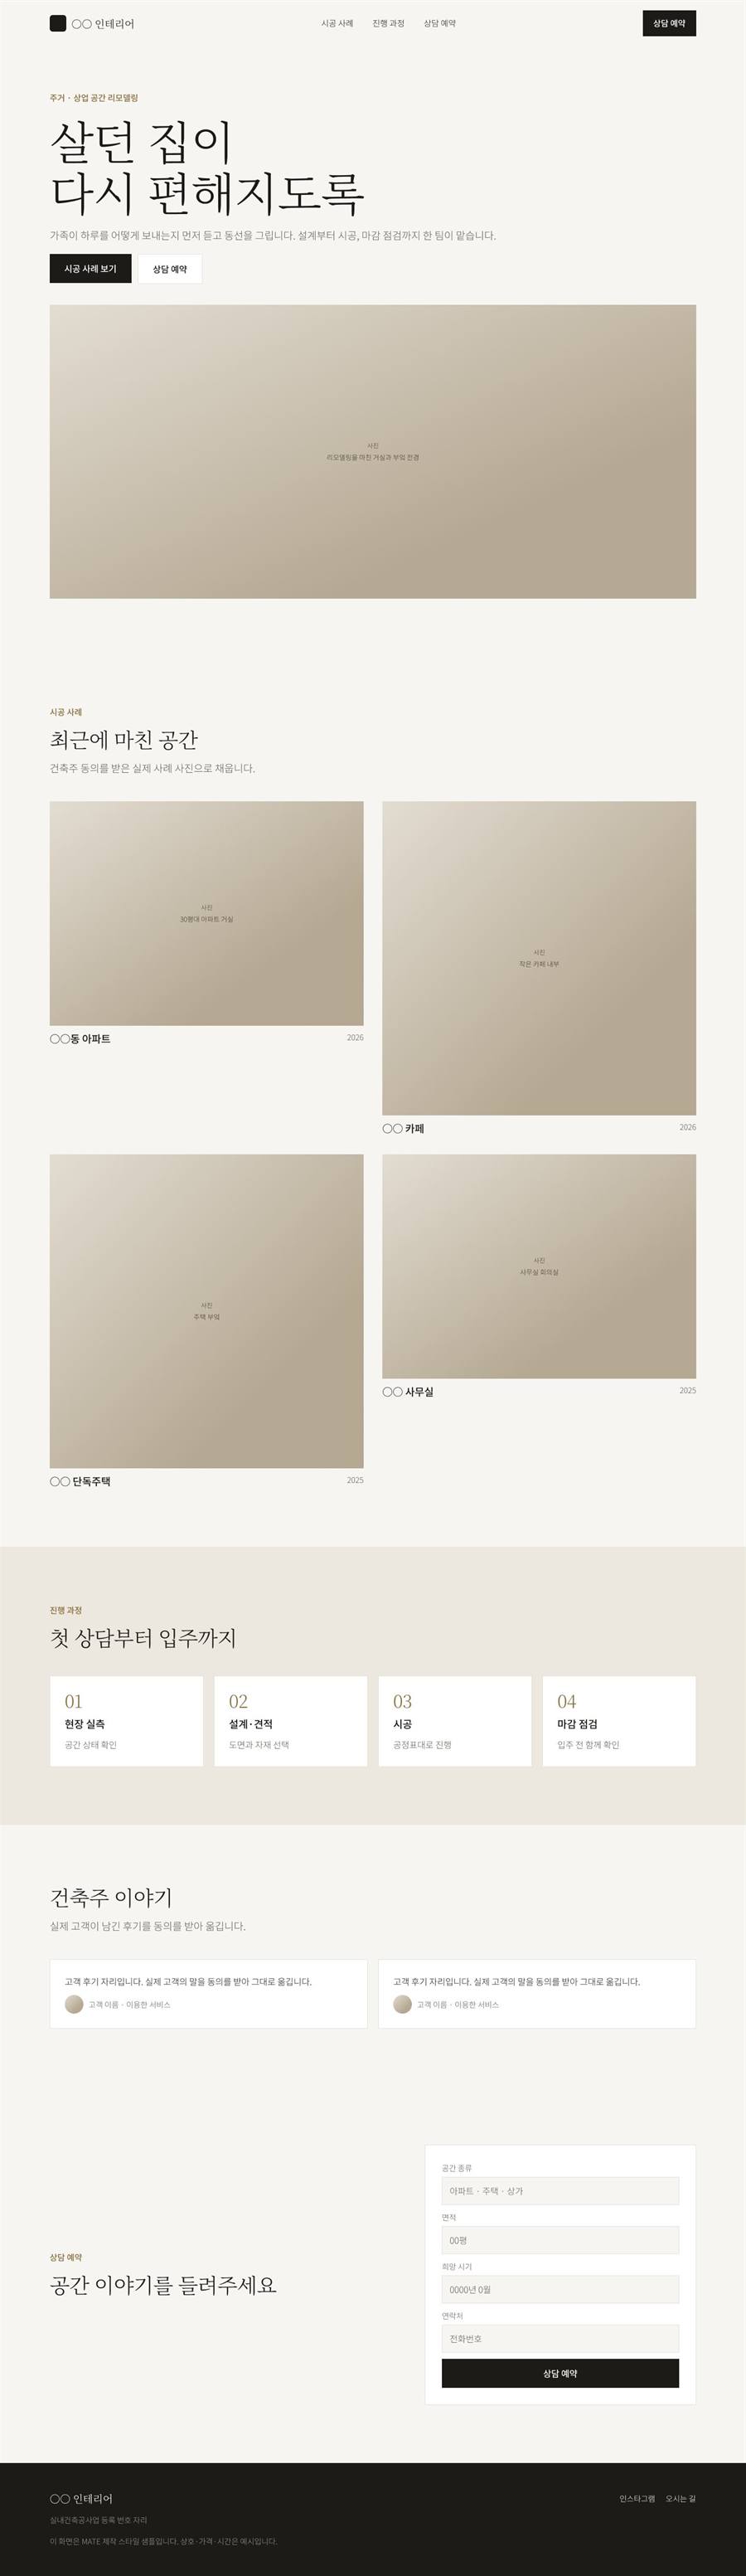 ○○ 인테리어
시공 사례
진행 과정
상담 예약
상담 예약
주거 · 상업 공간 리모델링
살던 집이
다시 편해지도록
가족이 하루를 어떻게 보내는지 먼저 듣고 동선을 그립니다. 설계부터 시공, 마감 점검까지 한 팀이 맡습니다.
시공 사례 보기
상담 예약
사진
리모델링을 마친 거실과 부엌 전경
시공 사례
최근에 마친 공간
건축주 동의를 받은 실제 사례 사진으로 채웁니다.
사진
30평대 아파트 거실
○○동 아파트
2026
사진
작은 카페 내부
○○ 카페
2026
사진
주택 부엌
○○ 단독주택
2025
사진
사무실 회의실
○○ 사무실
2025
진행 과정
첫 상담부터 입주까지
01
현장 실측
공간 상태 확인
02
설계·견적
도면과 자재 선택
03
시공
공정표대로 진행
04
마감 점검
입주 전 함께 확인
건축주 이야기
실제 고객이 남긴 후기를 동의를 받아 옮깁니다.
고객 후기 자리입니다. 실제 고객의 말을 동의를 받아 그대로 옮깁니다.
고객 이름 · 이용한 서비스
고객 후기 자리입니다. 실제 고객의 말을 동의를 받아 그대로 옮깁니다.
고객 이름 · 이용한 서비스
상담 예약
공간 이야기를 들려주세요
공간 종류
아파트 · 주택 · 상가
면적
00평
희망 시기
0000년 0월
연락처
전화번호
상담 예약
○○ 인테리어
실내건축공사업 등록 번호 자리
이 화면은 MATE 제작 스타일 샘플입니다. 상호·가격·시간은 예시입니다.
인스타그램
오시는 길